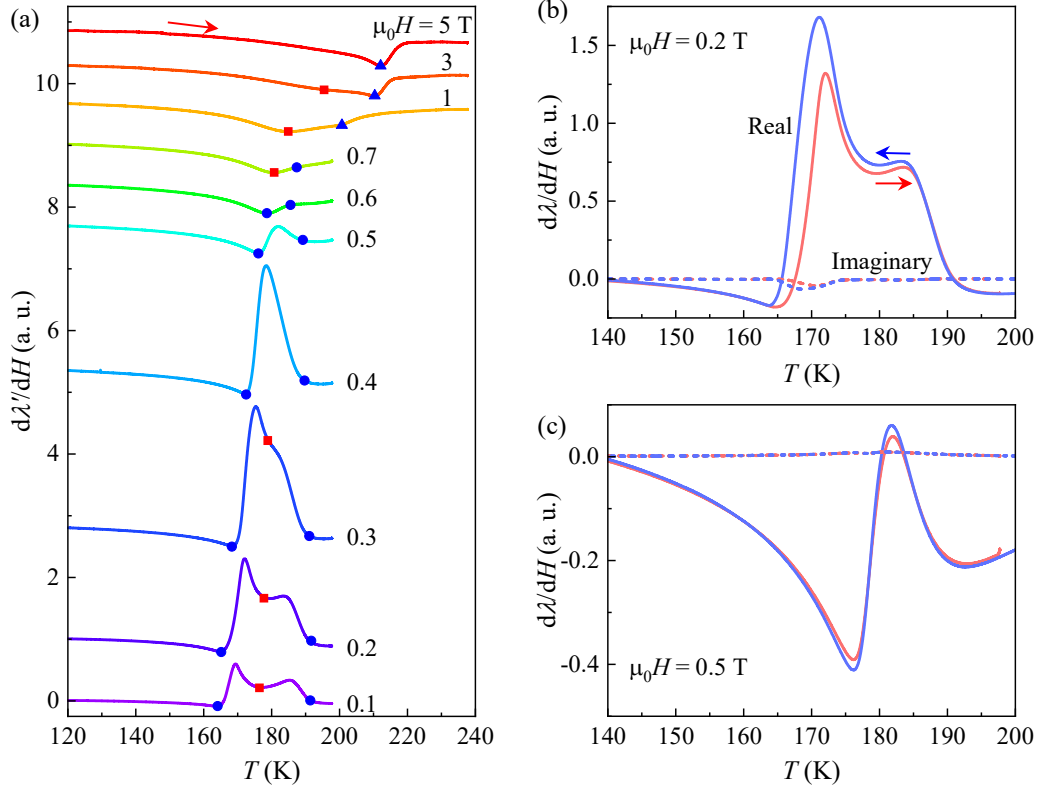 (a)
μ₀H = 5 T
3
1
0.7
0.6
0.5
0.4
0.3
0.2
0.1
10
8
6
4
2
0
dλ'/dH (a. u.)
120 140 160 180 200 220 240
T (K)
(b)
μ₀H = 0.2 T
Real
Imaginary
1.5
1.0
0.5
0.0
dλ/dH (a. u.)
140 150 160 170 180 190 200
T (K)
(c)
0.0
-0.2
-0.4
dλ/dH (a. u.)
μ₀H = 0.5 T
140 150 160 170 180 190 200
T (K)